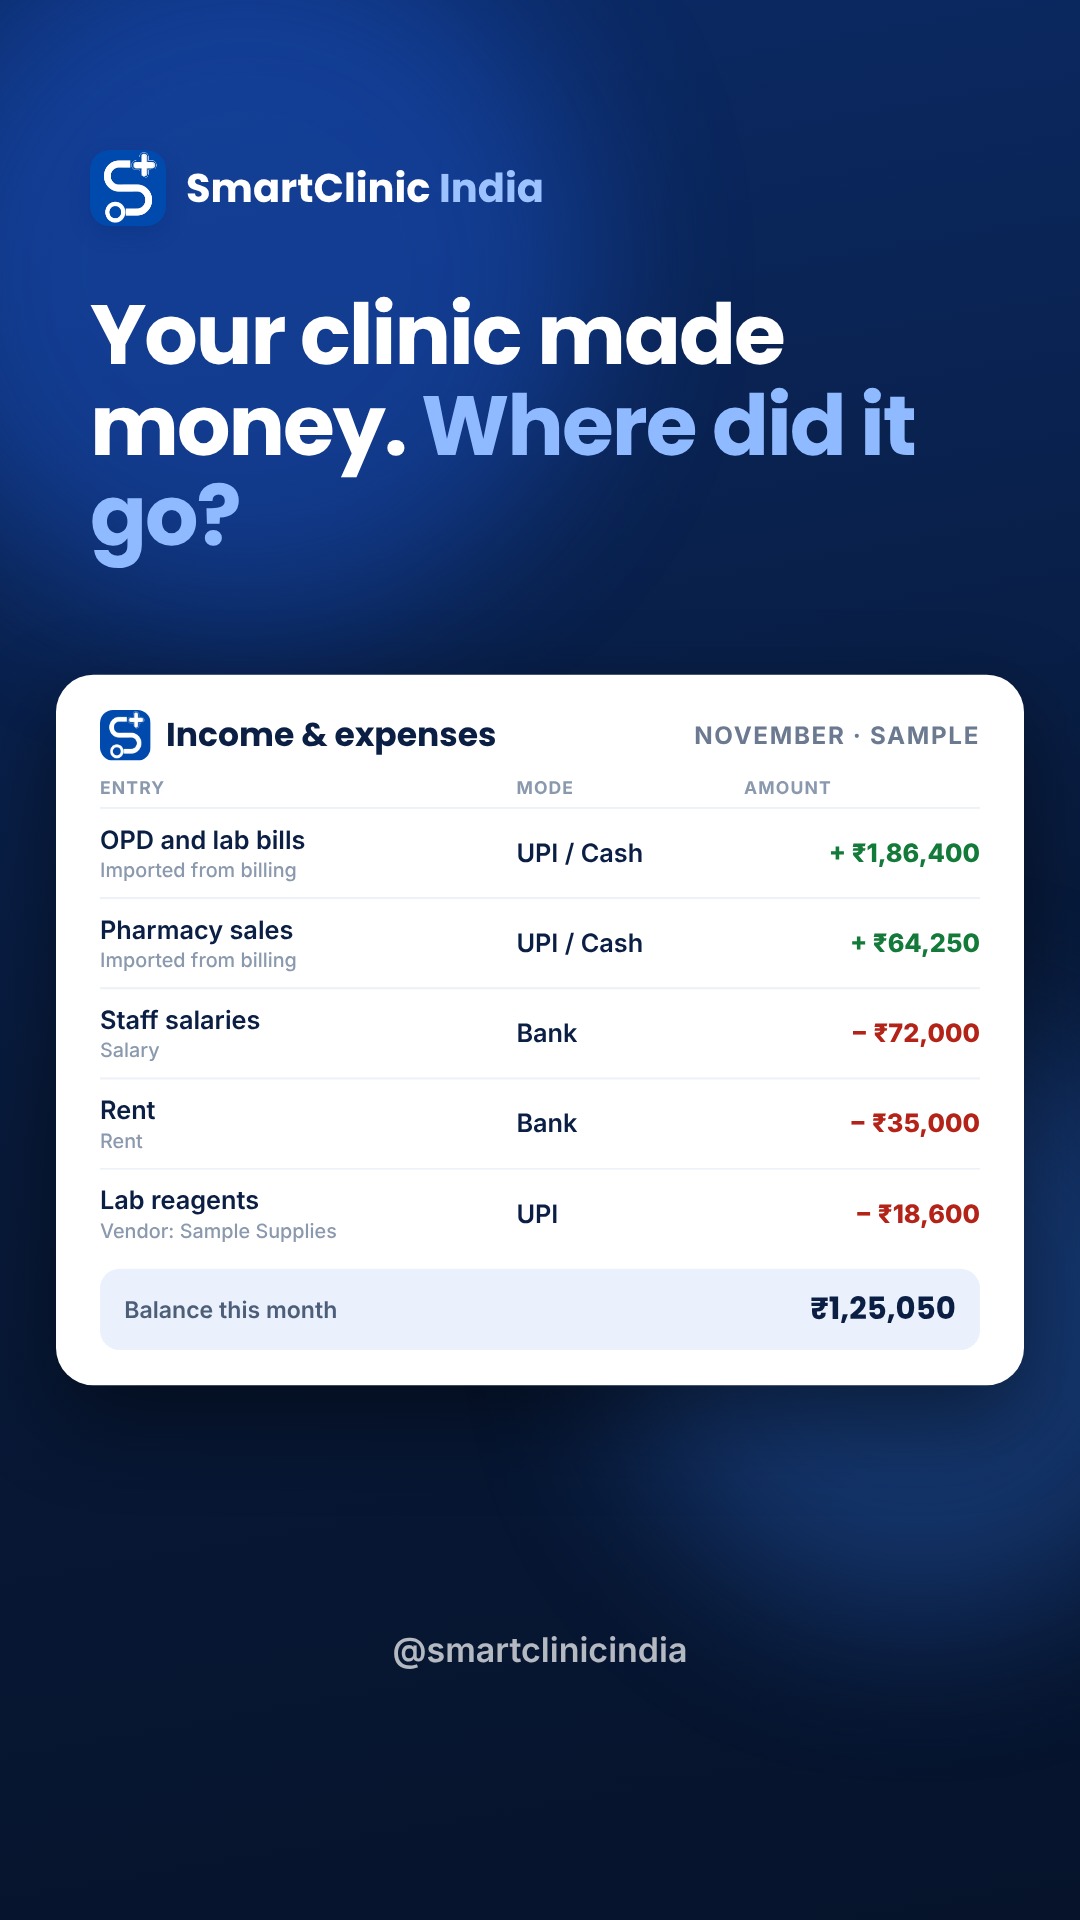 SmartClinic India
Your clinic made
money. Where did it
go?
Income & expenses NOVEMBER · SAMPLE
ENTRY MODE AMOUNT
OPD and lab bills
Imported from billing
UPI / Cash + ₹1,86,400
Pharmacy sales
Imported from billing
UPI / Cash + ₹64,250
Staff salaries
Salary
Bank − ₹72,000
Rent
Rent
Bank − ₹35,000
Lab reagents
Vendor: Sample Supplies
UPI − ₹18,600
Balance this month ₹1,25,050
@smartclinicindia